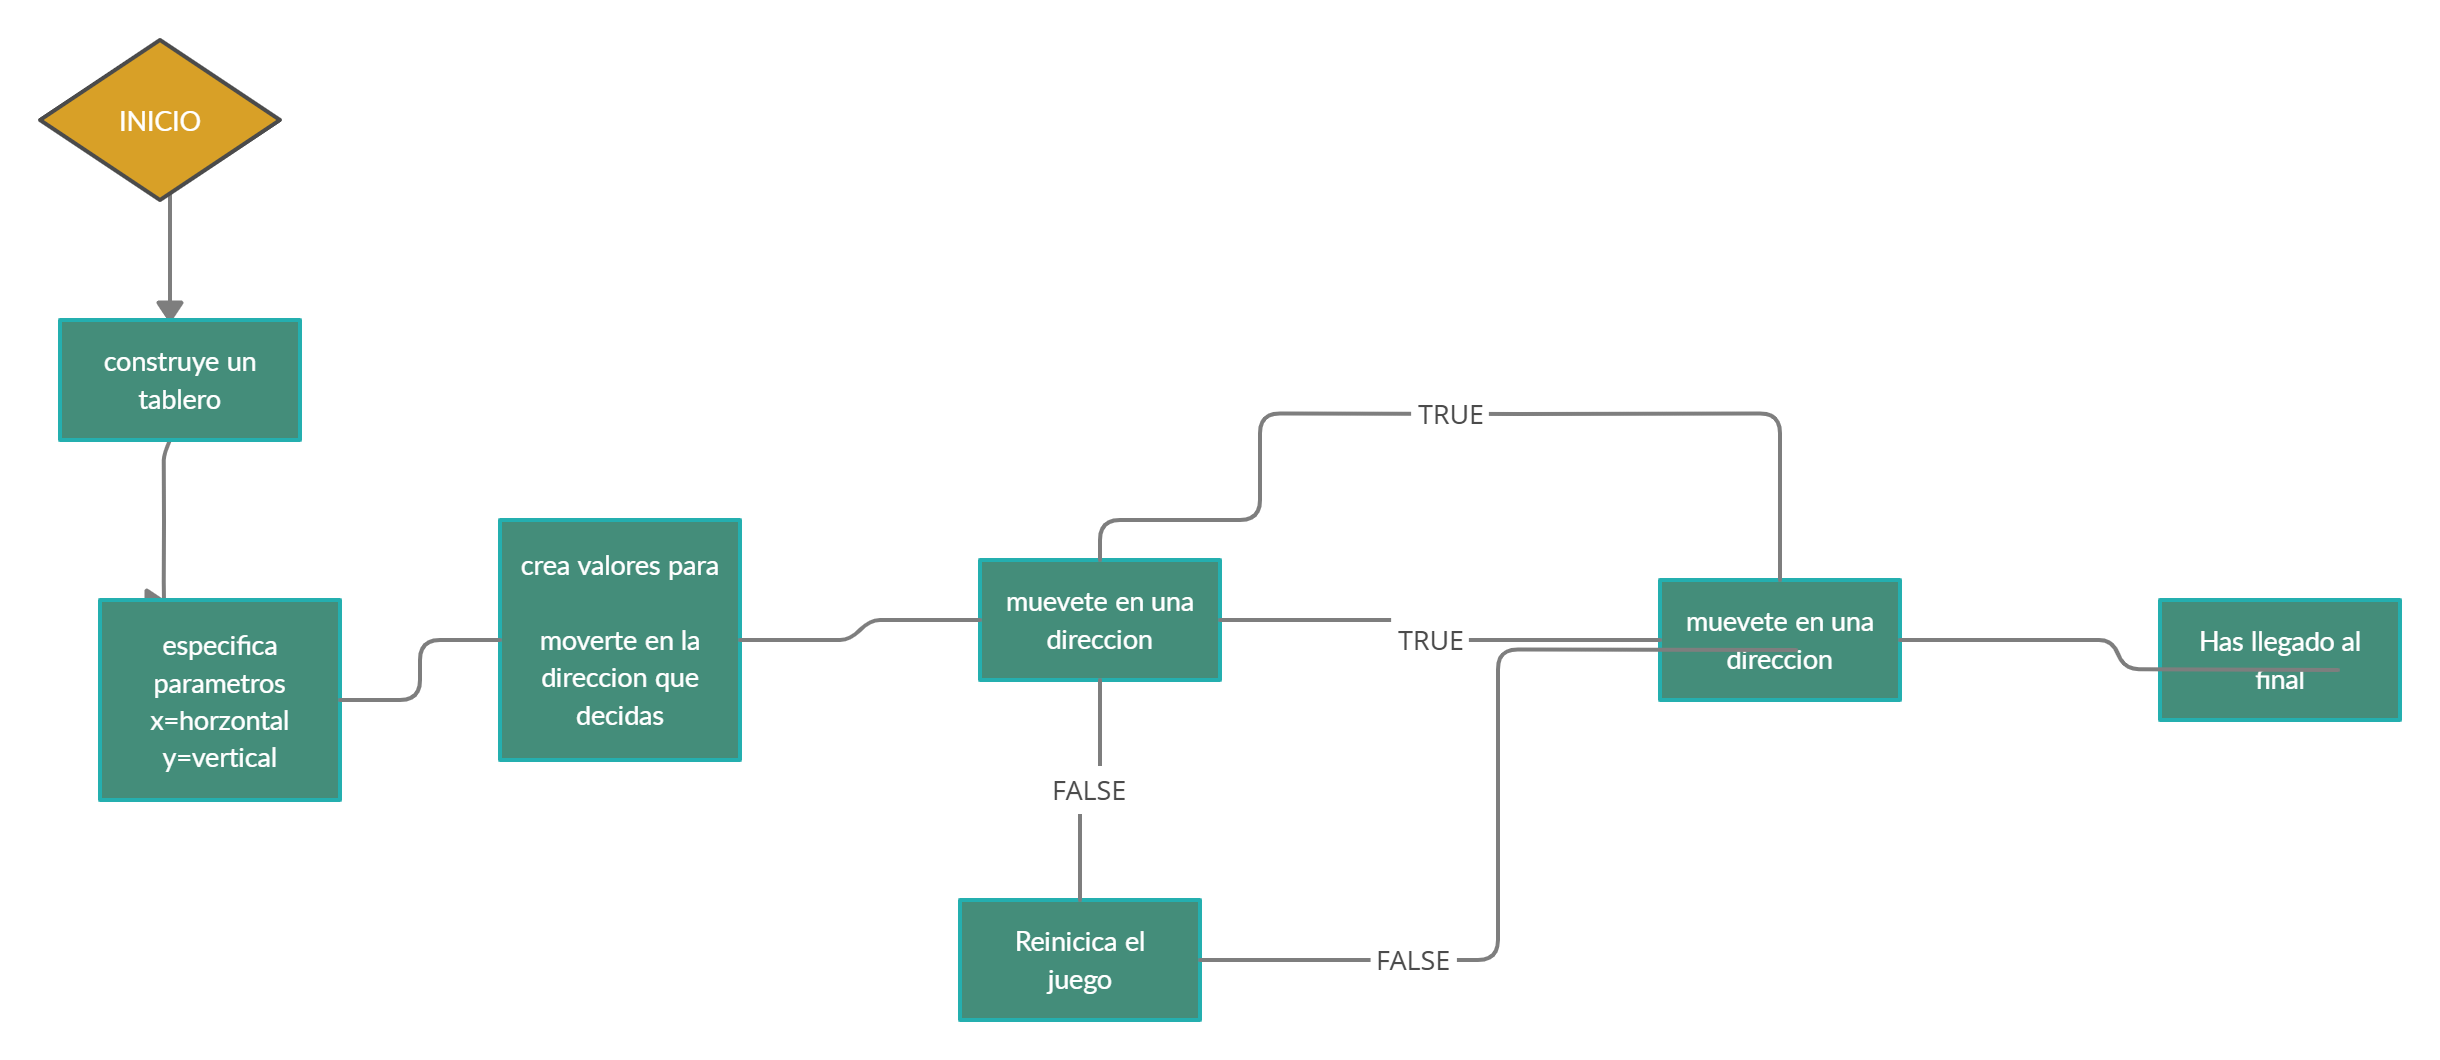 INICIO
construye un
tablero
especifica
parametros
x=horzontal
y=vertical
crea valores para
moverte en la
direccion que
decidas
muevete en una
direccion
TRUE
TRUE
FALSE
Reinicica el
juego
FALSE
muevete en una
direccion
Has llegado al
final